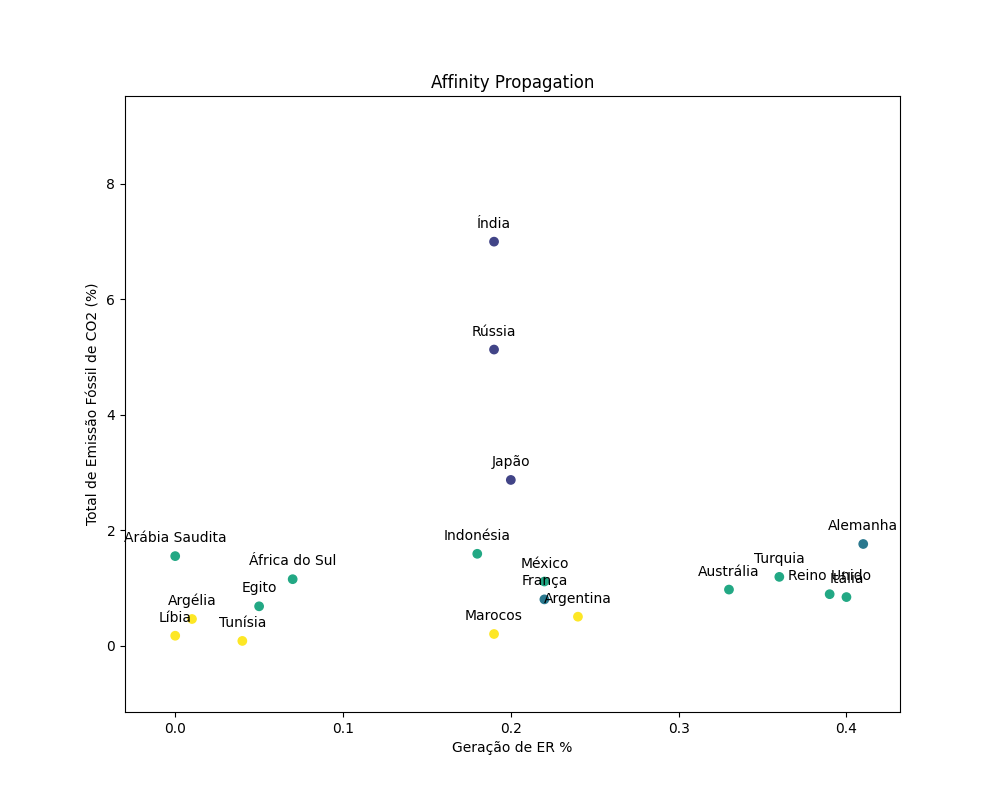 Affinity Propagation
Total de Emissão Fóssil de CO2 (%)
8
6
4
2
0
Índia
Rússia
Japão
Alemanha
Arábia Saudita
Indonésia
Turquia
África do Sul
México
Austrália
Reino Unido
Itália
França
Egito
Argélia
Argentina
Líbia
Marocos
Tunísia
0.0
0.1
0.2
0.3
0.4
Geração de ER %